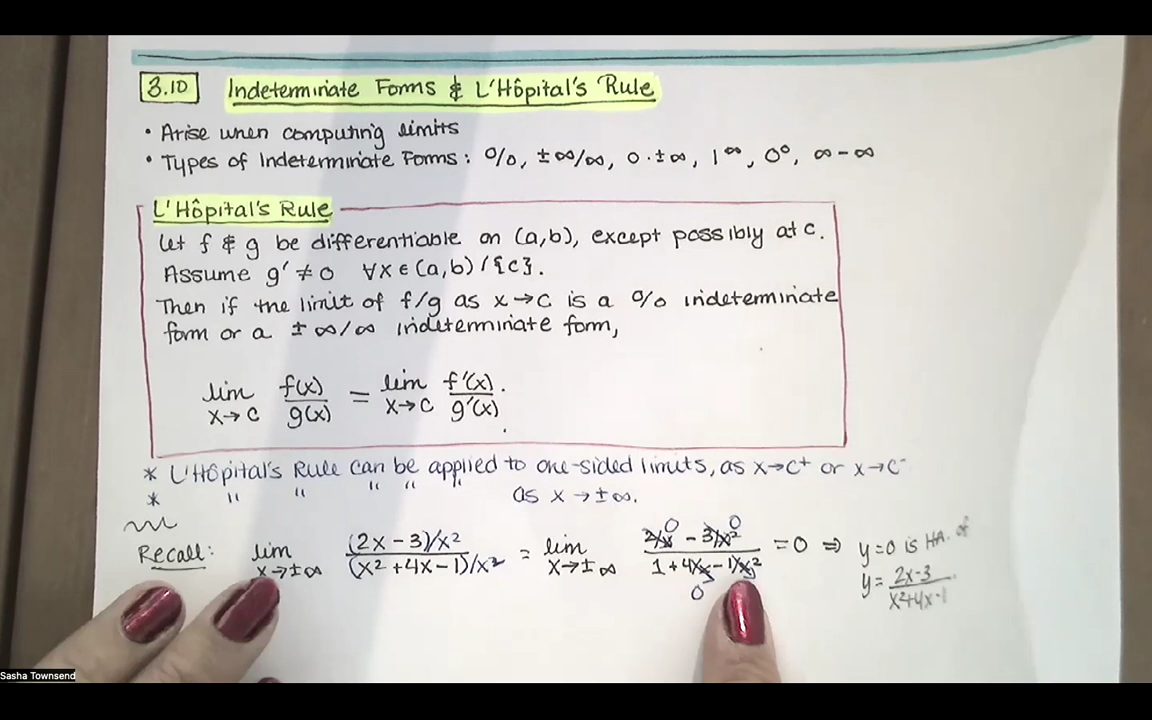 3.10 Indeterminate Forms & L'Hôpital's Rule
• Arise when computing limits
• Types of Indeterminate Forms: 0/0, ±∞/∞, 0·±∞, 1^∞, 0^0, ∞-∞
L'Hôpital's Rule
Let f & g be differentiable on (a,b), except possibly at c.
Assume g' ≠ 0 ∀x∈(a,b)/{c}.
Then if the limit of f/g as x→c is a 0/0 indeterminate
form or a ±∞/∞ indeterminate form,
lim x→c f(x)/g(x) = lim x→c f'(x)/g'(x).
* L'Hôpital's Rule can be applied to one-sided limits, as x→c⁺ or x→c⁻
* " " " " " as x→±∞.
Recall: lim x→±∞ (2x-3)/x² / (x²+4x-1)/x² = lim x→±∞ 2/x 0 - 3/x² 0 / 1+4/x 0 - 1/x² = 0 ⇒ y=0 is HA. of
y = 2x-3 / x²+4x-1
Sasha Townsend